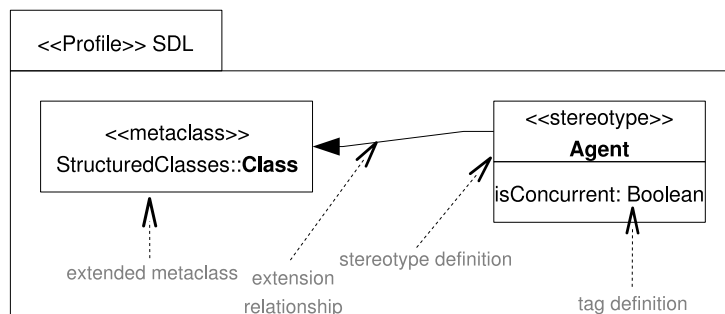 <<Profile>> SDL
<<metaclass>>
StructuredClasses::Class
<<stereotype>>
Agent
isConcurrent: Boolean
extended metaclass
extension
relationship
stereotype definition
tag definition